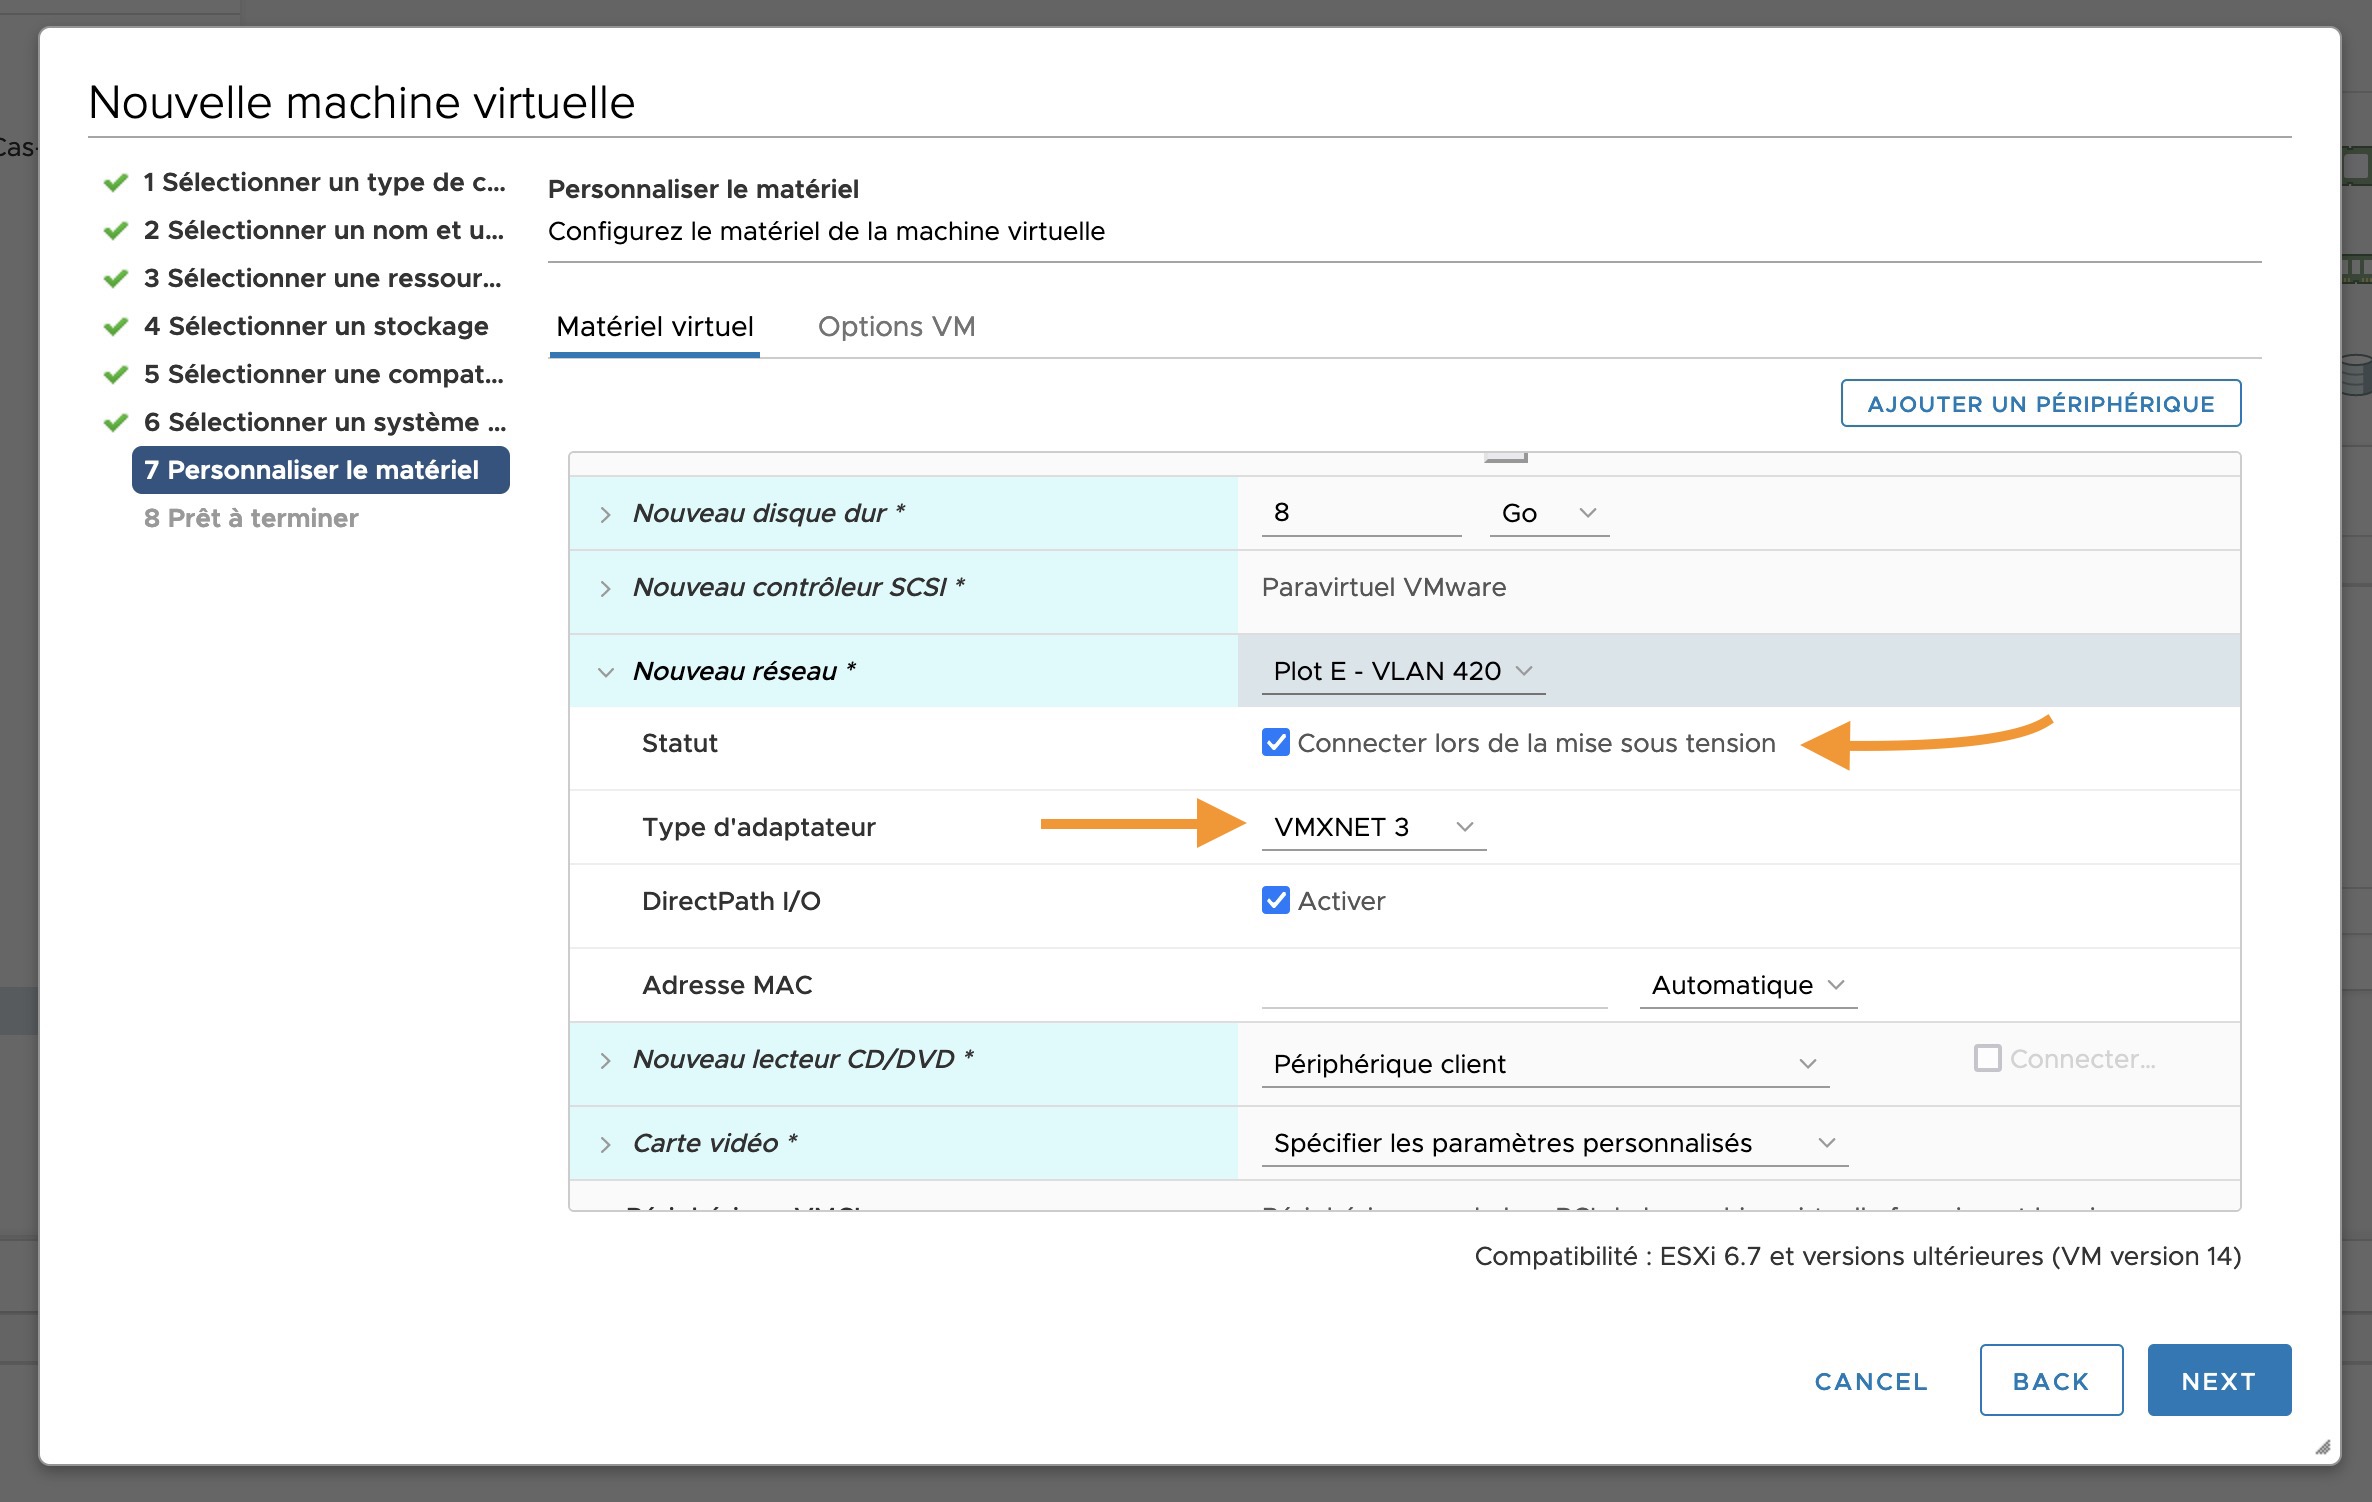 Nouvelle machine virtuelle
Cas-
1 Sélectionner un type de c...
2 Sélectionner un nom et u...
3 Sélectionner une ressour...
4 Sélectionner un stockage
5 Sélectionner une compat...
6 Sélectionner un système ...
7 Personnaliser le matériel
8 Prêt à terminer
Personnaliser le matériel
Configurez le matériel de la machine virtuelle
Matériel virtuel Options VM
AJOUTER UN PÉRIPHÉRIQUE
Nouveau disque dur * 8 Go
Nouveau contrôleur SCSI * Paravirtuel VMware
Nouveau réseau * Plot E - VLAN 420
Statut Connecter lors de la mise sous tension
Type d'adaptateur VMXNET 3
DirectPath I/O Activer
Adresse MAC Automatique
Nouveau lecteur CD/DVD * Périphérique client Connecter...
Carte vidéo * Spécifier les paramètres personnalisés
Compatibilité : ESXi 6.7 et versions ultérieures (VM version 14)
CANCEL BACK NEXT